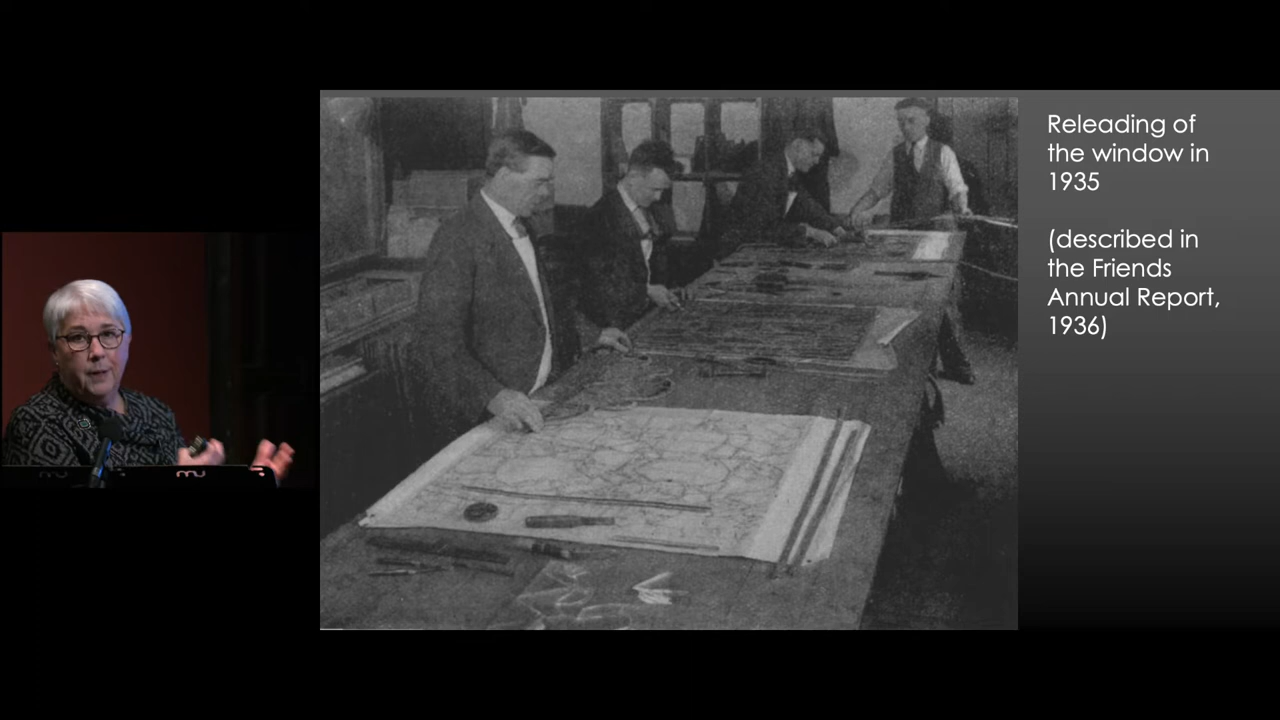 Releading of
the window in
1935
(described in
the Friends
Annual Report,
1936)